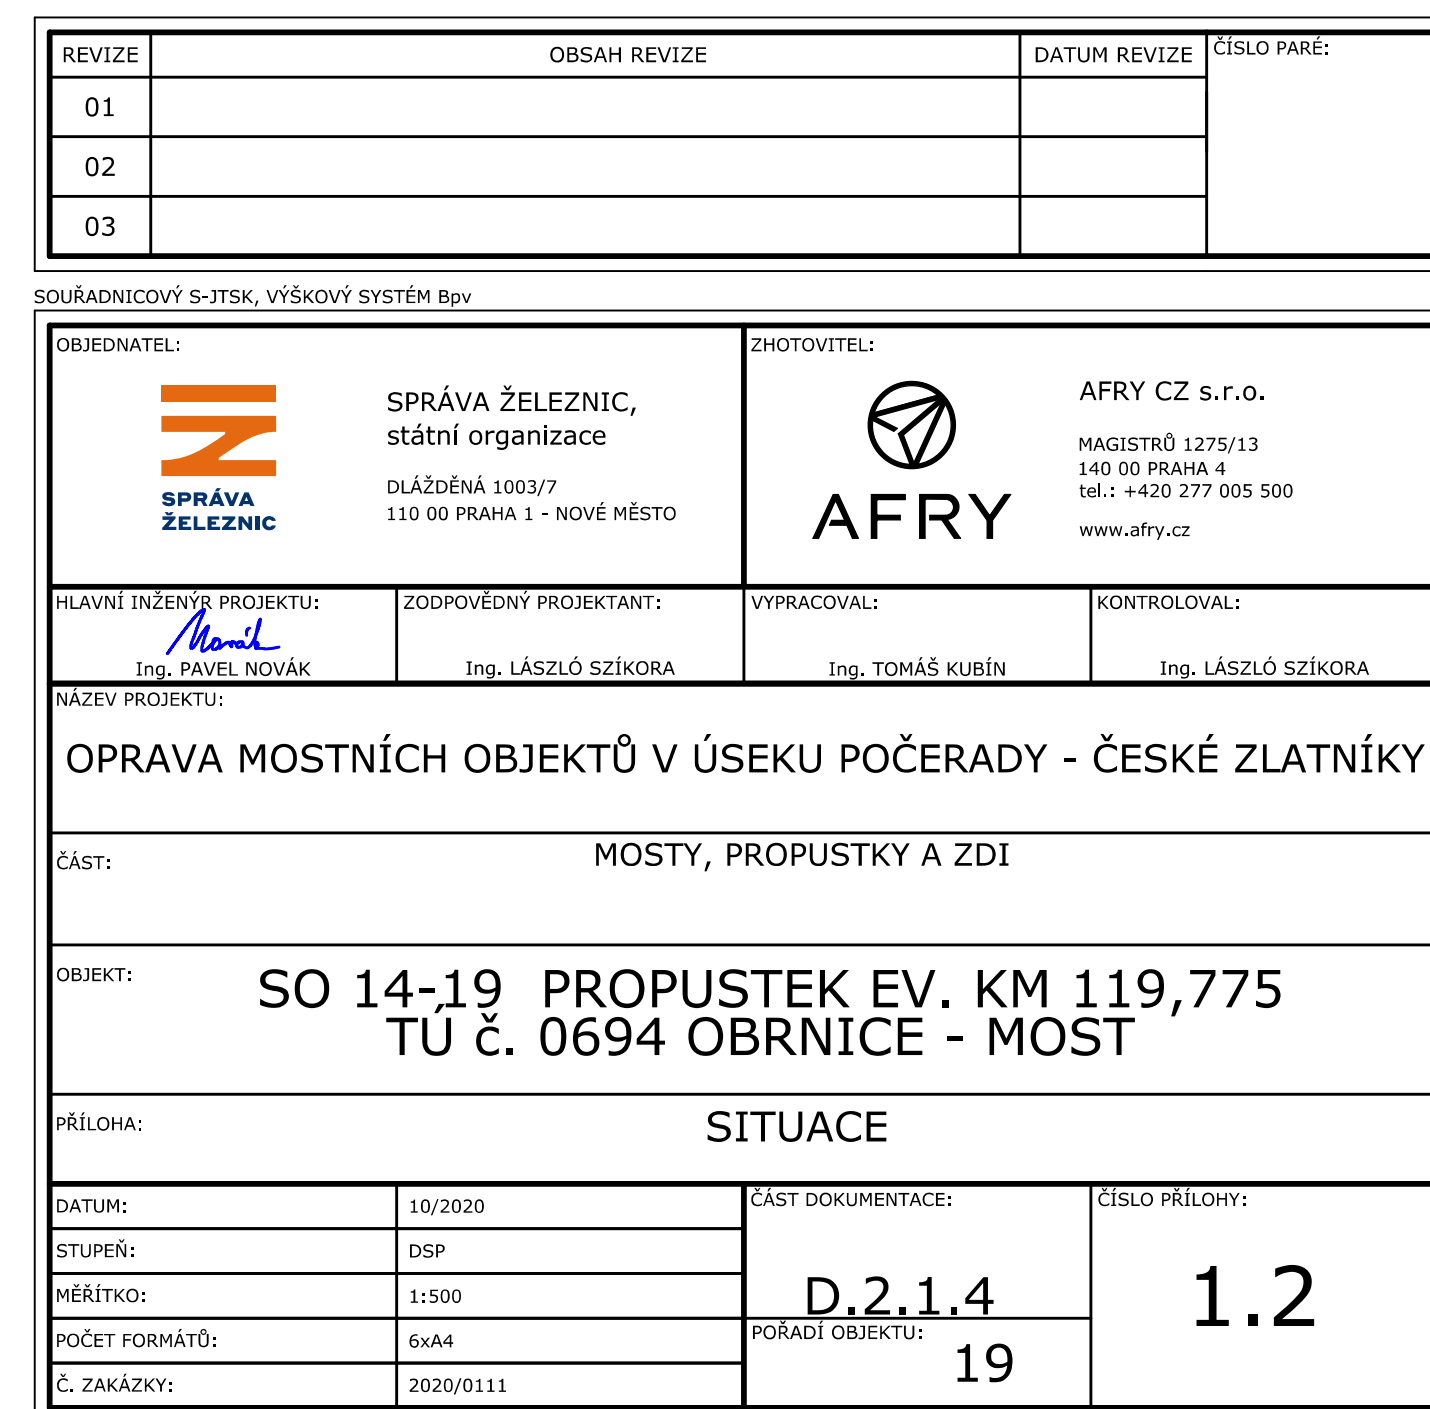 REVIZE OBSAH REVIZE DATUM REVIZE ČÍSLO PARÉ:
01
02
03
SOUŘADNICOVÝ S-JTSK, VÝŠKOVÝ SYSTÉM Bpv
OBJEDNATEL:
SPRÁVA ŽELEZNIC
SPRÁVA ŽELEZNIC,
státní organizace
DLÁŽDĚNÁ 1003/7
110 00 PRAHA 1 - NOVÉ MĚSTO
ZHOTOVITEL:
AFRY
AFRY CZ s.r.o.
MAGISTRŮ 1275/13
140 00 PRAHA 4
tel.: +420 277 005 500
www.afry.cz
HLAVNÍ INŽENÝR PROJEKTU:
Novák
Ing. PAVEL NOVÁK
ZODPOVĚDNÝ PROJEKTANT:
Ing. LÁSZLÓ SZÍKORA
VYPRACOVAL:
Ing. TOMÁŠ KUBÍN
KONTROLOVAL:
Ing. LÁSZLÓ SZÍKORA
NÁZEV PROJEKTU:
OPRAVA MOSTNÍCH OBJEKTŮ V ÚSEKU POČERADY - ČESKÉ ZLATNÍKY
ČÁST:
MOSTY, PROPUSTKY A ZDI
OBJEKT:
SO 14-19 PROPUSTEK EV. KM 119,775
TÚ č. 0694 OBRNICE - MOST
PŘÍLOHA:
SITUACE
DATUM: 10/2020
STUPEŇ: DSP
MĚŘÍTKO: 1:500
POČET FORMÁTŮ: 6xA4
Č. ZAKÁZKY: 2020/0111
ČÁST DOKUMENTACE:
D.2.1.4
POŘADÍ OBJEKTU:
19
ČÍSLO PŘÍLOHY:
1.2